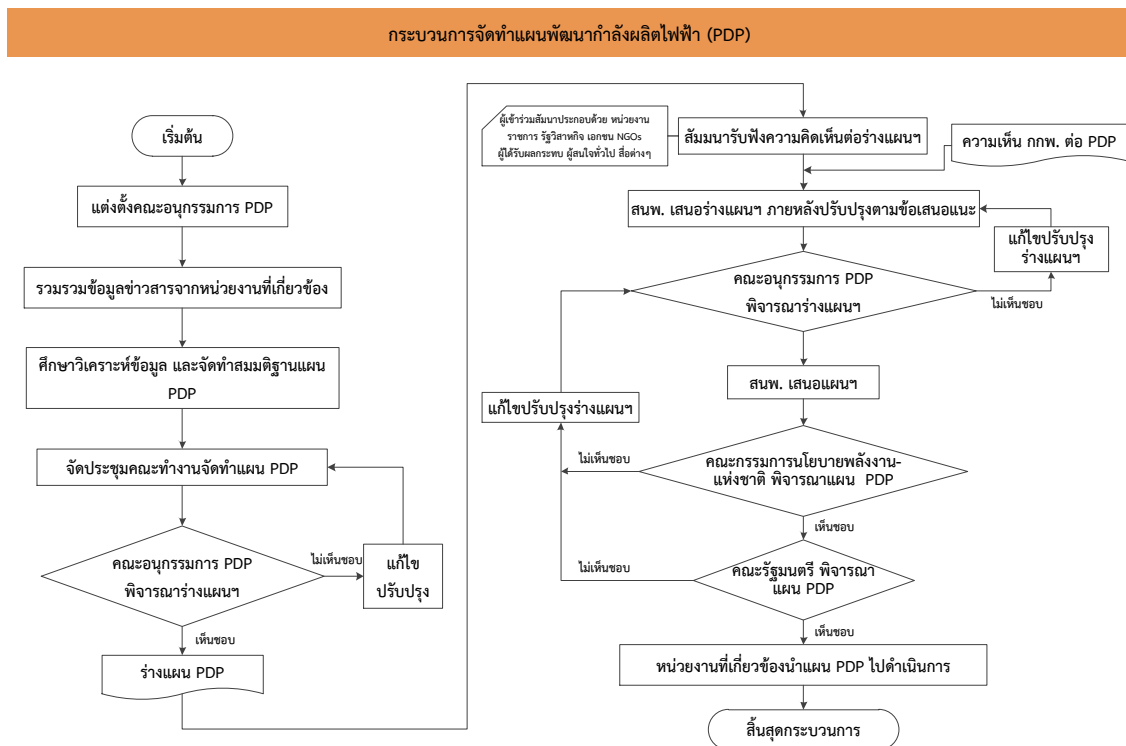 กระบวนการจัดทำแผนพัฒนากำลังผลิตไฟฟ้า (PDP)
เริ่มต้น
แต่งตั้งคณะอนุกรรมการ PDP
รวมรวมข้อมูลข่าวสารจากหน่วยงานที่เกี่ยวข้อง
ศึกษาวิเคราะห์ข้อมูล และจัดทำสมมติฐานแผน
PDP
จัดประชุมคณะทำงานจัดทำแผน PDP
คณะอนุกรรมการ PDP
พิจารณาร่างแผนฯ
ไม่เห็นชอบ
แก้ไข
ปรับปรุง
เห็นชอบ
ร่างแผน PDP
ผู้เข้าร่วมสัมนาประกอบด้วย หน่วยงาน
ราชการ รัฐวิสาหกิจ เอกชน NGOs
ผู้ได้รับผลกระทบ ผู้สนใจทั่วไป สื่อต่างๆ
สัมมนารับฟังความคิดเห็นต่อร่างแผนฯ
ความเห็น กกพ. ต่อ PDP
สนพ. เสนอร่างแผนฯ ภายหลังปรับปรุงตามข้อเสนอแนะ
แก้ไขปรับปรุง
ร่างแผนฯ
คณะอนุกรรมการ PDP
พิจารณาร่างแผนฯ
ไม่เห็นชอบ
สนพ. เสนอแผนฯ
แก้ไขปรับปรุงร่างแผนฯ
ไม่เห็นชอบ
คณะกรรมการนโยบายพลังงาน-
แห่งชาติ พิจารณาแผน PDP
เห็นชอบ
ไม่เห็นชอบ
คณะรัฐมนตรี พิจารณา
แผน PDP
เห็นชอบ
หน่วยงานที่เกี่ยวข้องนำแผน PDP ไปดำเนินการ
สิ้นสุดกระบวนการ